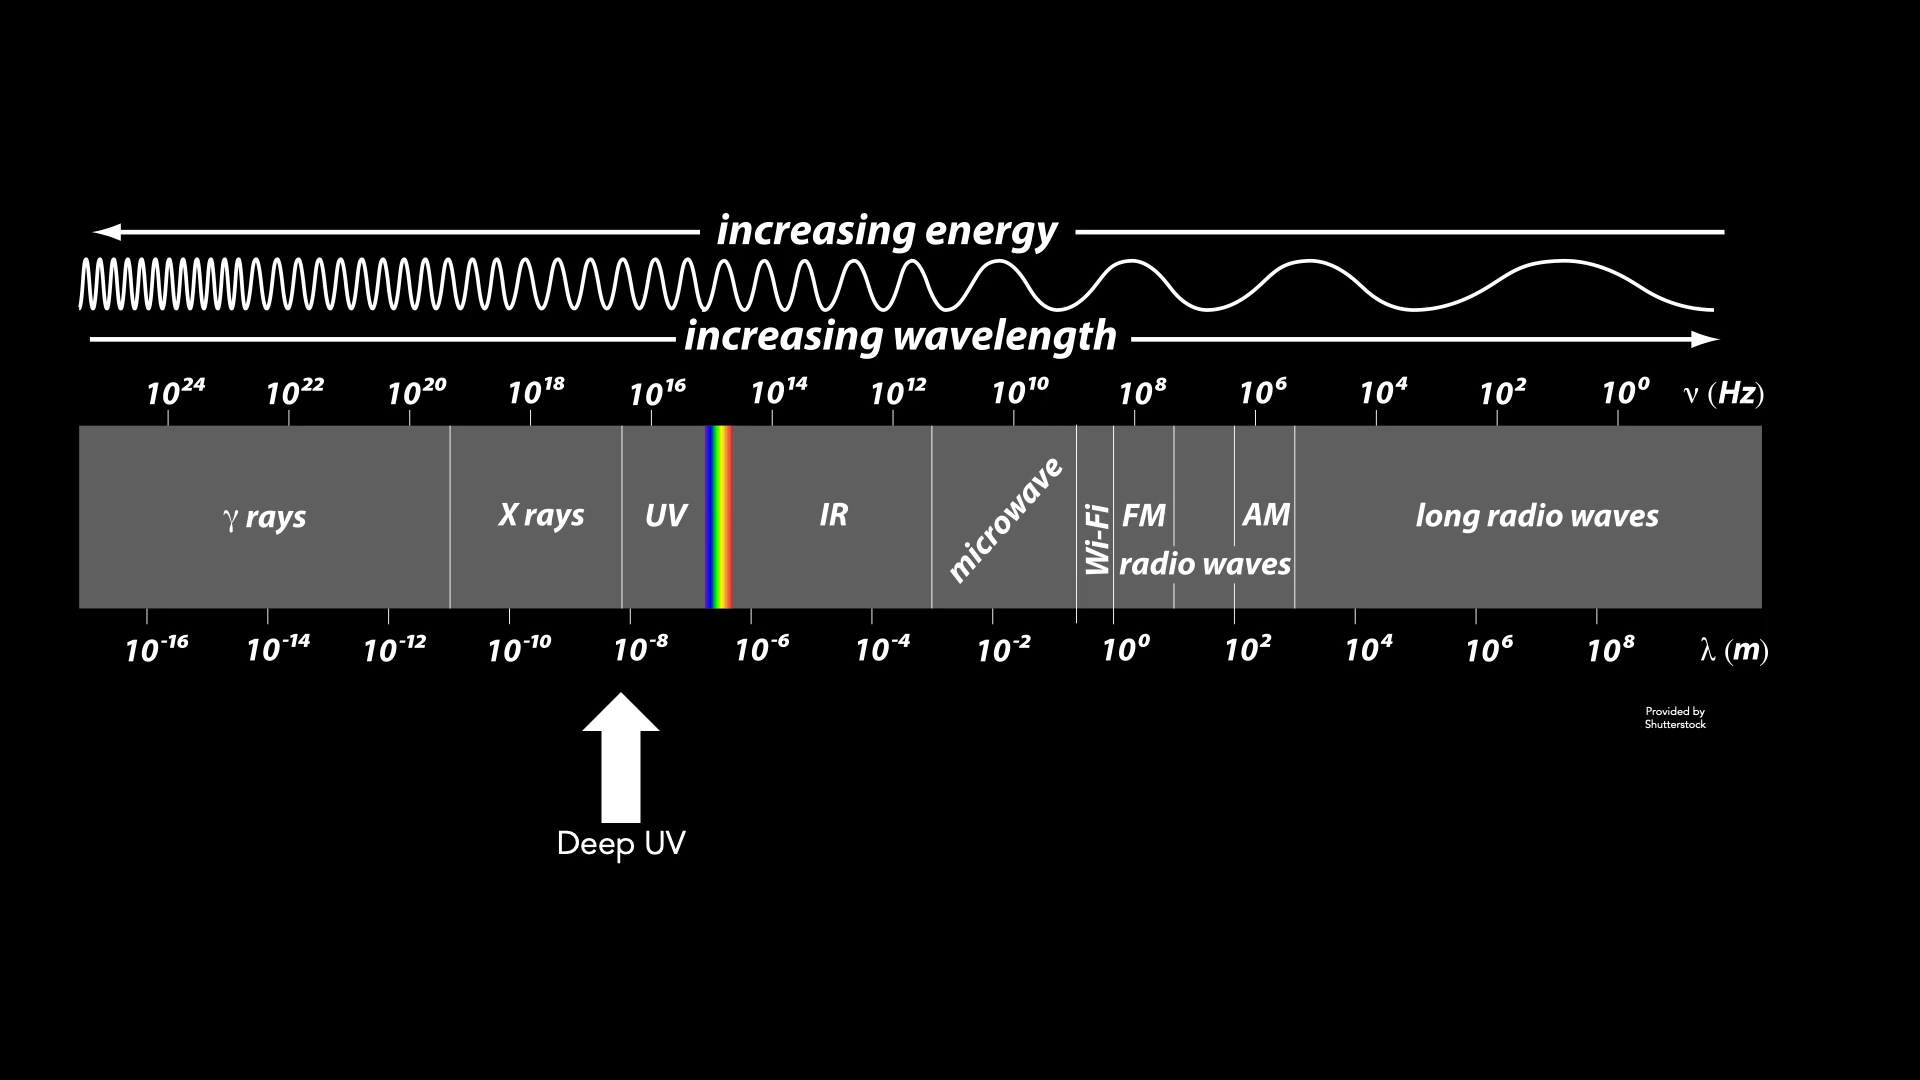 increasing energy
increasing wavelength
10²⁴ 10²² 10²⁰ 10¹⁸ 10¹⁶ 10¹⁴ 10¹² 10¹⁰ 10⁸ 10⁶ 10⁴ 10² 10⁰ ν (Hz)
γ rays X rays UV IR microwave Wi-Fi FM AM long radio waves
radio waves
10⁻¹⁶ 10⁻¹⁴ 10⁻¹² 10⁻¹⁰ 10⁻⁸ 10⁻⁶ 10⁻⁴ 10⁻² 10⁰ 10² 10⁴ 10⁶ 10⁸ λ (m)
Provided by
Shutterstock
Deep UV